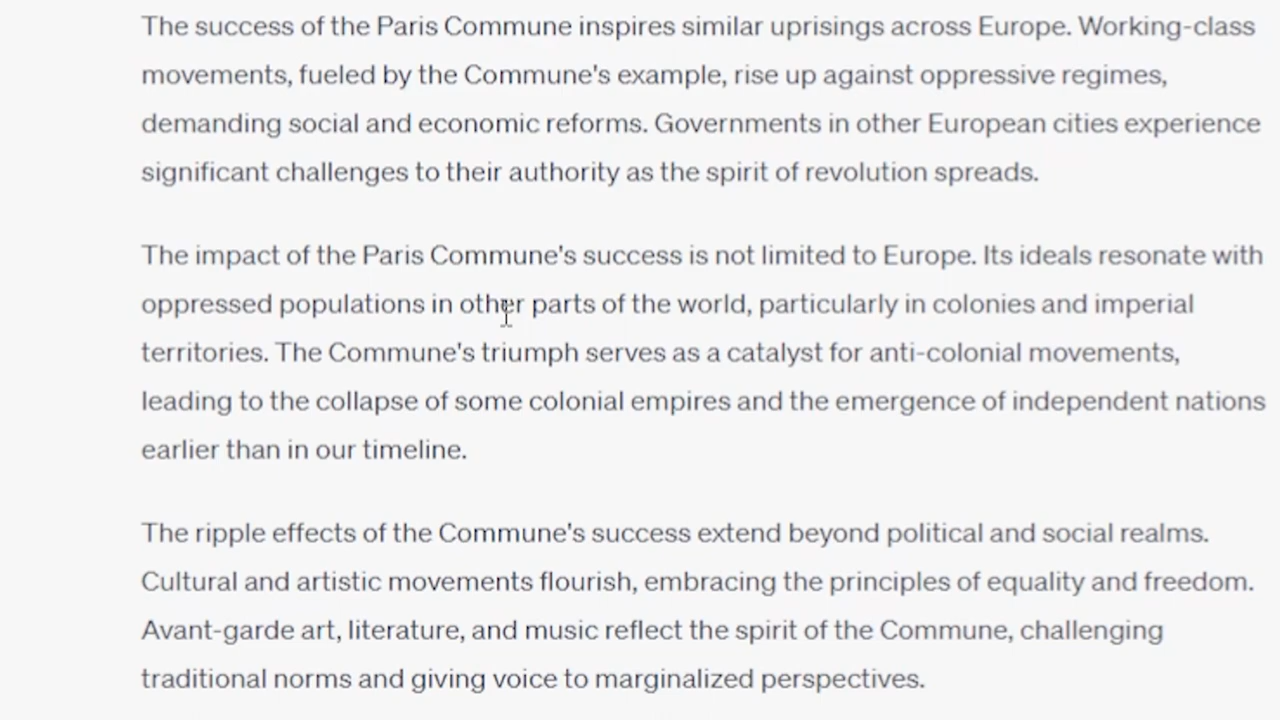 The success of the Paris Commune inspires similar uprisings across Europe. Working-class
movements, fueled by the Commune's example, rise up against oppressive regimes,
demanding social and economic reforms. Governments in other European cities experience
significant challenges to their authority as the spirit of revolution spreads.
The impact of the Paris Commune's success is not limited to Europe. Its ideals resonate with
oppressed populations in other parts of the world, particularly in colonies and imperial
territories. The Commune's triumph serves as a catalyst for anti-colonial movements,
leading to the collapse of some colonial empires and the emergence of independent nations
earlier than in our timeline.
The ripple effects of the Commune's success extend beyond political and social realms.
Cultural and artistic movements flourish, embracing the principles of equality and freedom.
Avant-garde art, literature, and music reflect the spirit of the Commune, challenging
traditional norms and giving voice to marginalized perspectives.